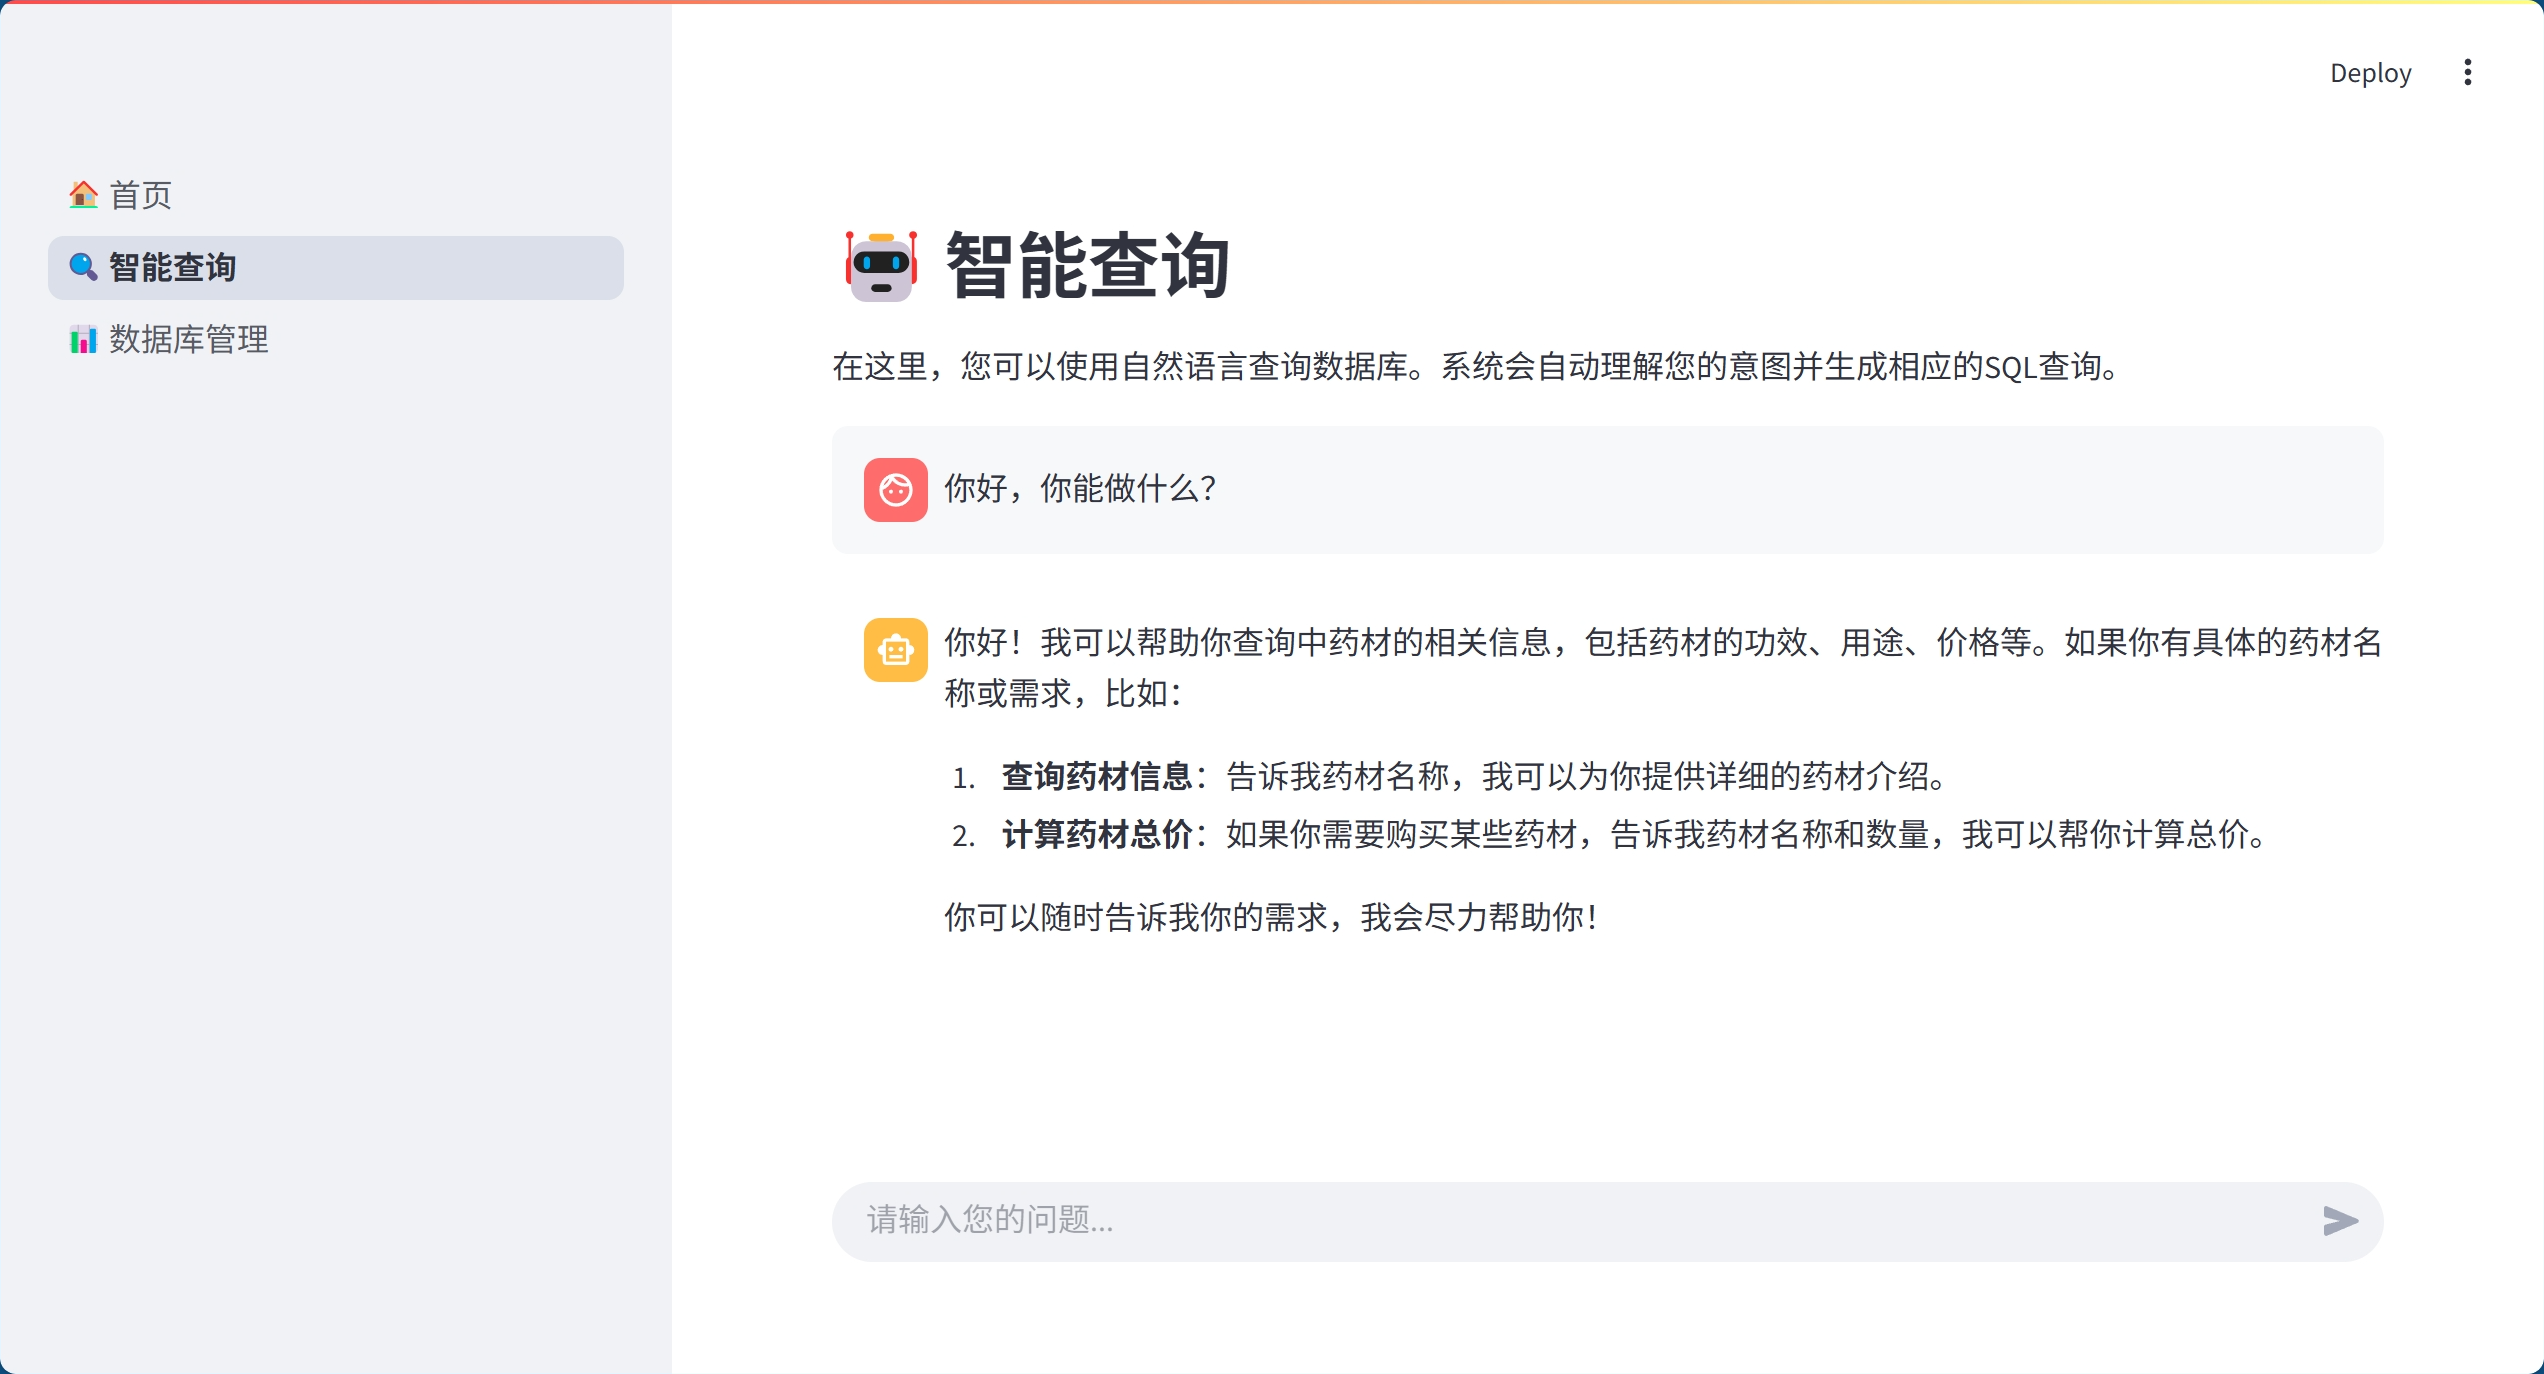 Deploy
首页
智能查询
数据库管理
智能查询
在这里，您可以使用自然语言查询数据库。系统会自动理解您的意图并生成相应的SQL查询。
你好，你能做什么？
你好！我可以帮助你查询中药材的相关信息，包括药材的功效、用途、价格等。如果你有具体的药材名
称或需求，比如：
1. 查询药材信息：告诉我药材名称，我可以为你提供详细的药材介绍。
2. 计算药材总价：如果你需要购买某些药材，告诉我药材名称和数量，我可以帮你计算总价。
你可以随时告诉我你的需求，我会尽力帮助你！
请输入您的问题...